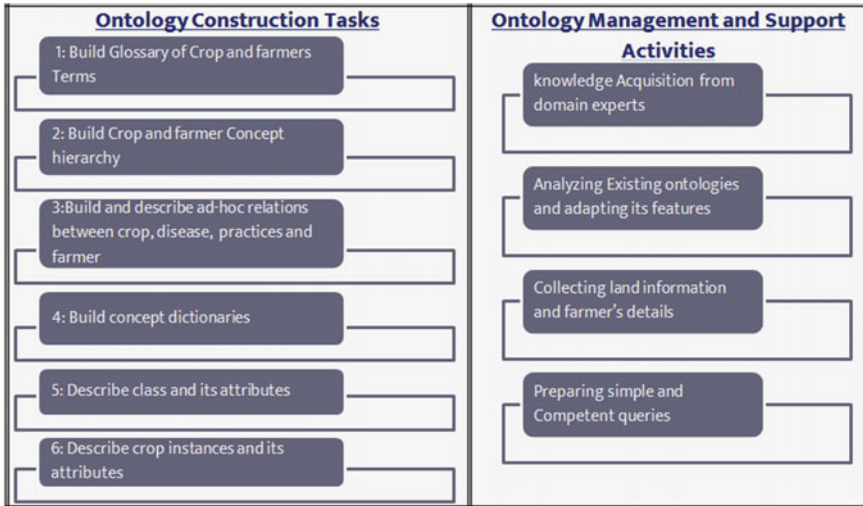 Ontology Construction Tasks
1: Build Glossary of Crop and farmers
Terms
2: Build Crop and farmer Concept
hierarchy
3:Build and describe ad-hoc relations
between crop, disease, practices and
farmer
4: Build concept dictionaries
5: Describe class and its attributes
6: Describe crop instances and its
attributes
Ontology Management and Support
Activities
knowledge Acquisition from
domain experts
Analyzing Existing ontologies
and adapting its features
Collecting land information
and farmer's details
Preparing simple and
Competent queries